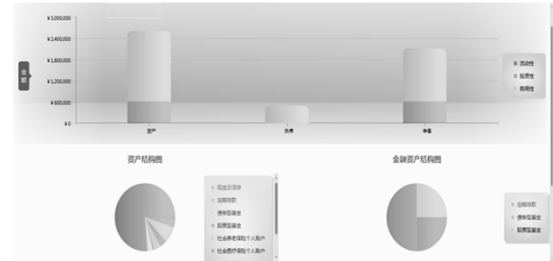 ¥3,000,000
¥2,400,000
¥1,800,000
¥1,200,000
¥600,000
¥0
金额
资产
负债
净值
流动性
投资性
自用性
资产结构图
金融资产结构图
现金及活存
定期存款
债券型基金
股票型基金
社会养老保险个人账户
社会医疗保险个人账户
定期存款
债券型基金
股票型基金